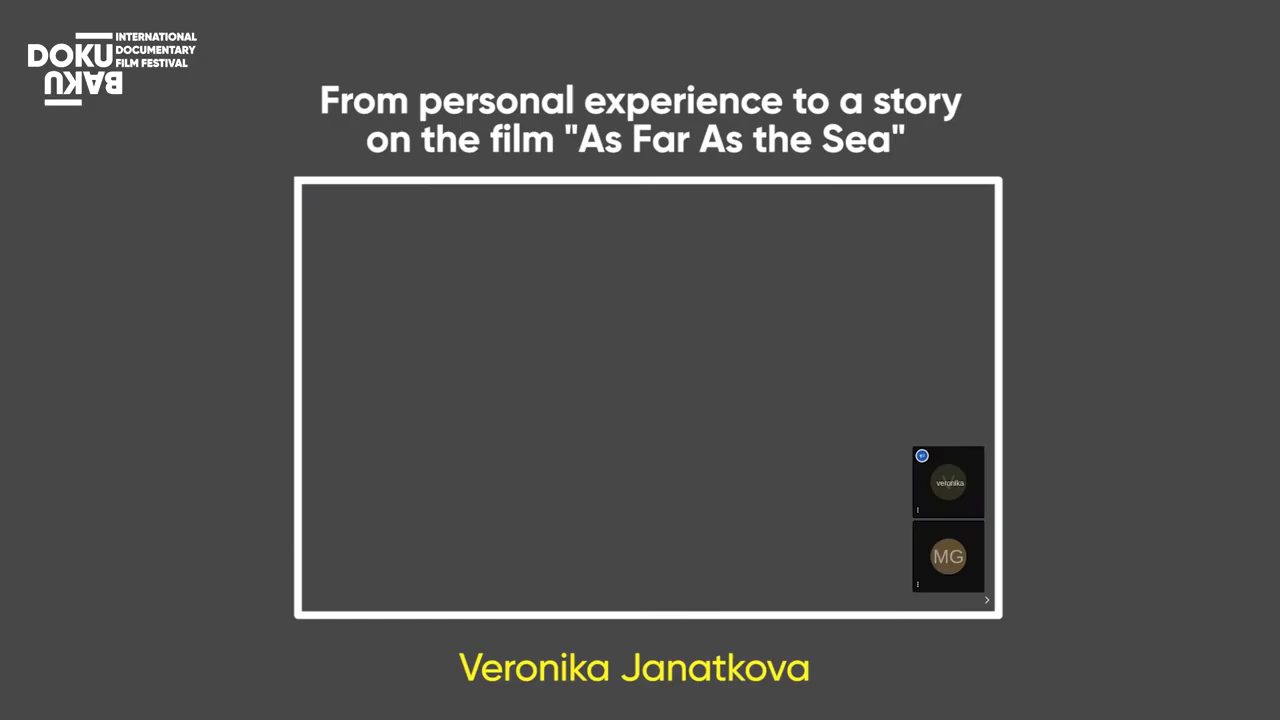 DOKU
BAKU
INTERNATIONAL
DOCUMENTARY
FILM FESTIVAL
From personal experience to a story
on the film "As Far As the Sea"
veronika
MG
Veronika Janatkova